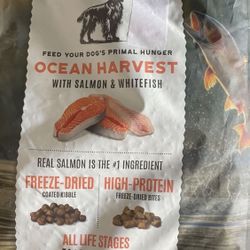 FEED YOUR DOG'S PRIMAL HUNGER
OCEAN HARVEST
WITH SALMON & WHITEFISH
REAL SALMON IS THE #1 INGREDIENT
FREEZE-DRIED
COATED KIBBLE
HIGH-PROTEIN
FREEZE-DRIED BITES
ALL LIFE STAGES